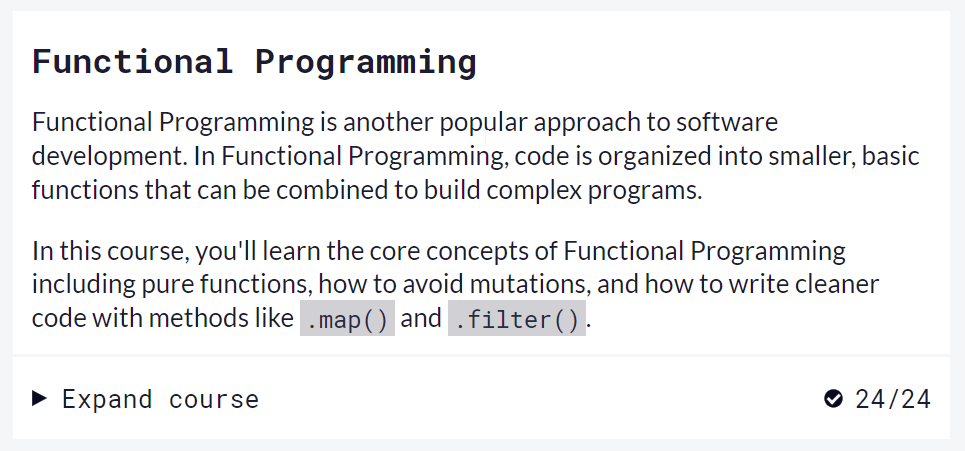 Functional Programming
Functional Programming is another popular approach to software
development. In Functional Programming, code is organized into smaller, basic
functions that can be combined to build complex programs.
In this course, you'll learn the core concepts of Functional Programming
including pure functions, how to avoid mutations, and how to write cleaner
code with methods like .map() and .filter().
Expand course 24/24